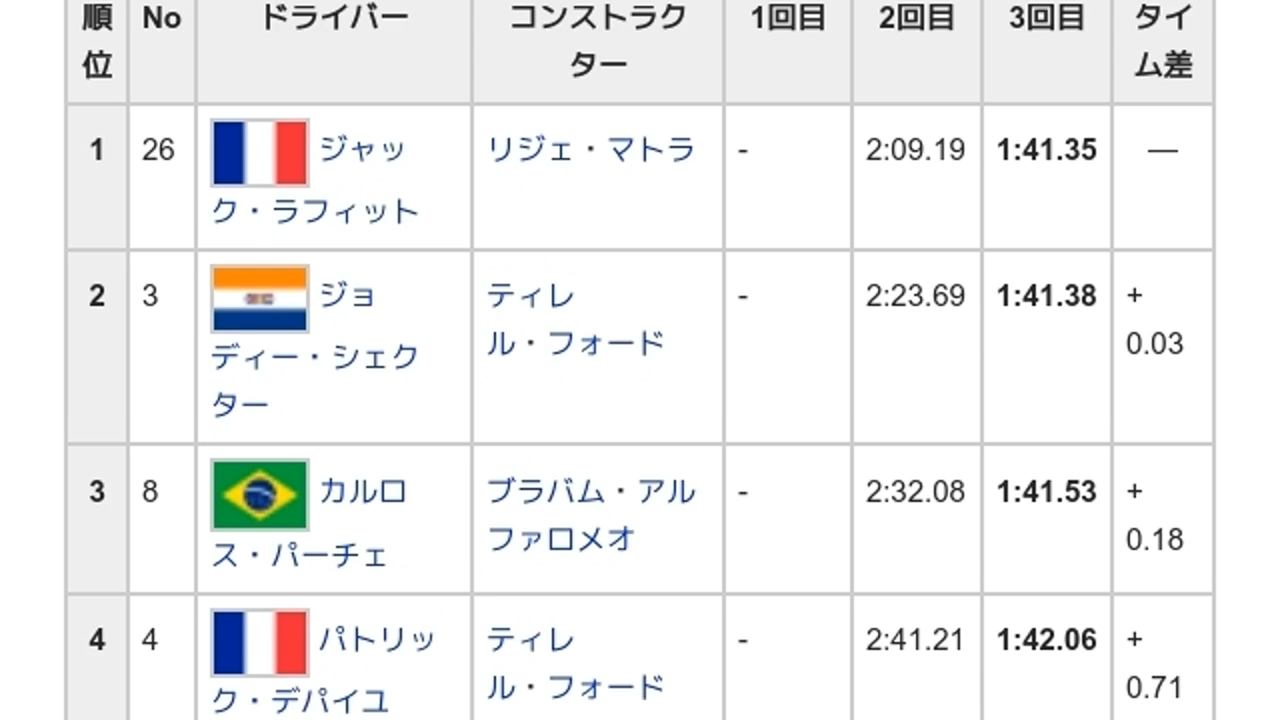 順位 No ドライバー コンストラクター 1回目 2回目 3回目 タイム差
1 26 ジャック・ラフィット リジェ・マトラ - 2:09.19 1:41.35 —
2 3 ジョディー・シェクター ティレル・フォード - 2:23.69 1:41.38 + 0.03
3 8 カルロス・パーチェ ブラバム・アルファロメオ - 2:32.08 1:41.53 + 0.18
4 4 パトリック・デパイユ ティレル・フォード - 2:41.21 1:42.06 + 0.71